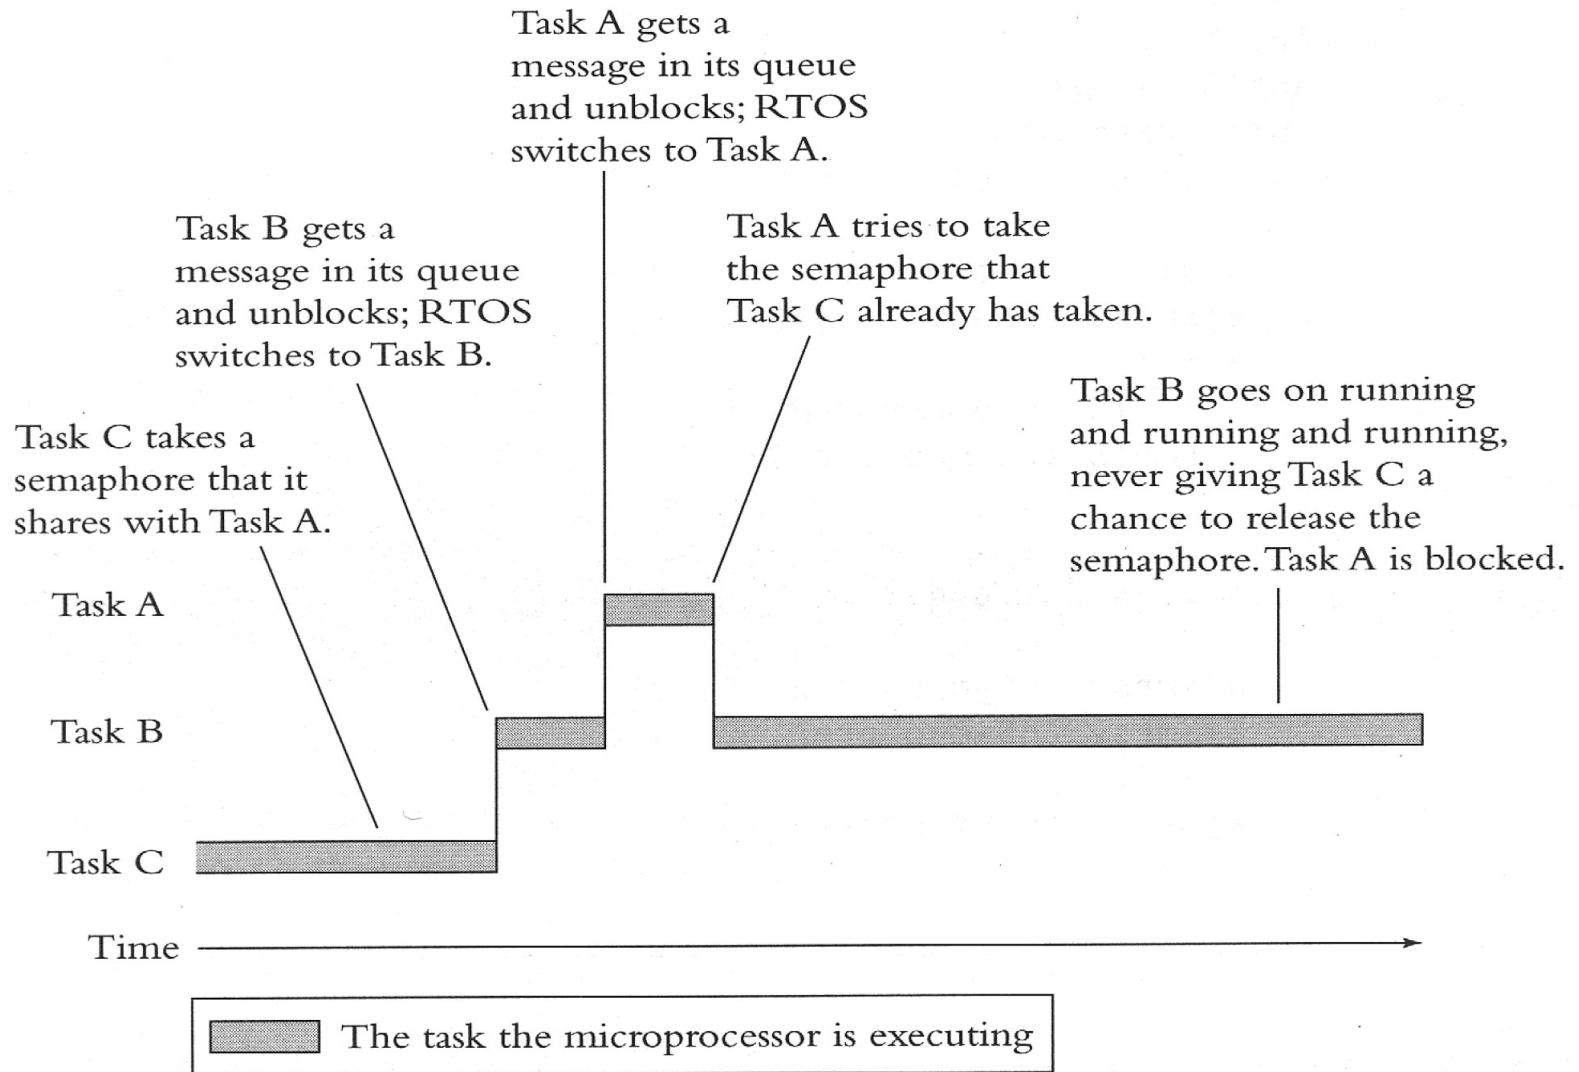 Task A gets a
message in its queue
and unblocks; RTOS
switches to Task A.
Task B gets a
message in its queue
and unblocks; RTOS
switches to Task B.
Task A tries to take
the semaphore that
Task C already has taken.
Task C takes a
semaphore that it
shares with Task A.
Task B goes on running
and running and running,
never giving Task C a
chance to release the
semaphore. Task A is blocked.
Task A
Task B
Task C
Time
The task the microprocessor is executing